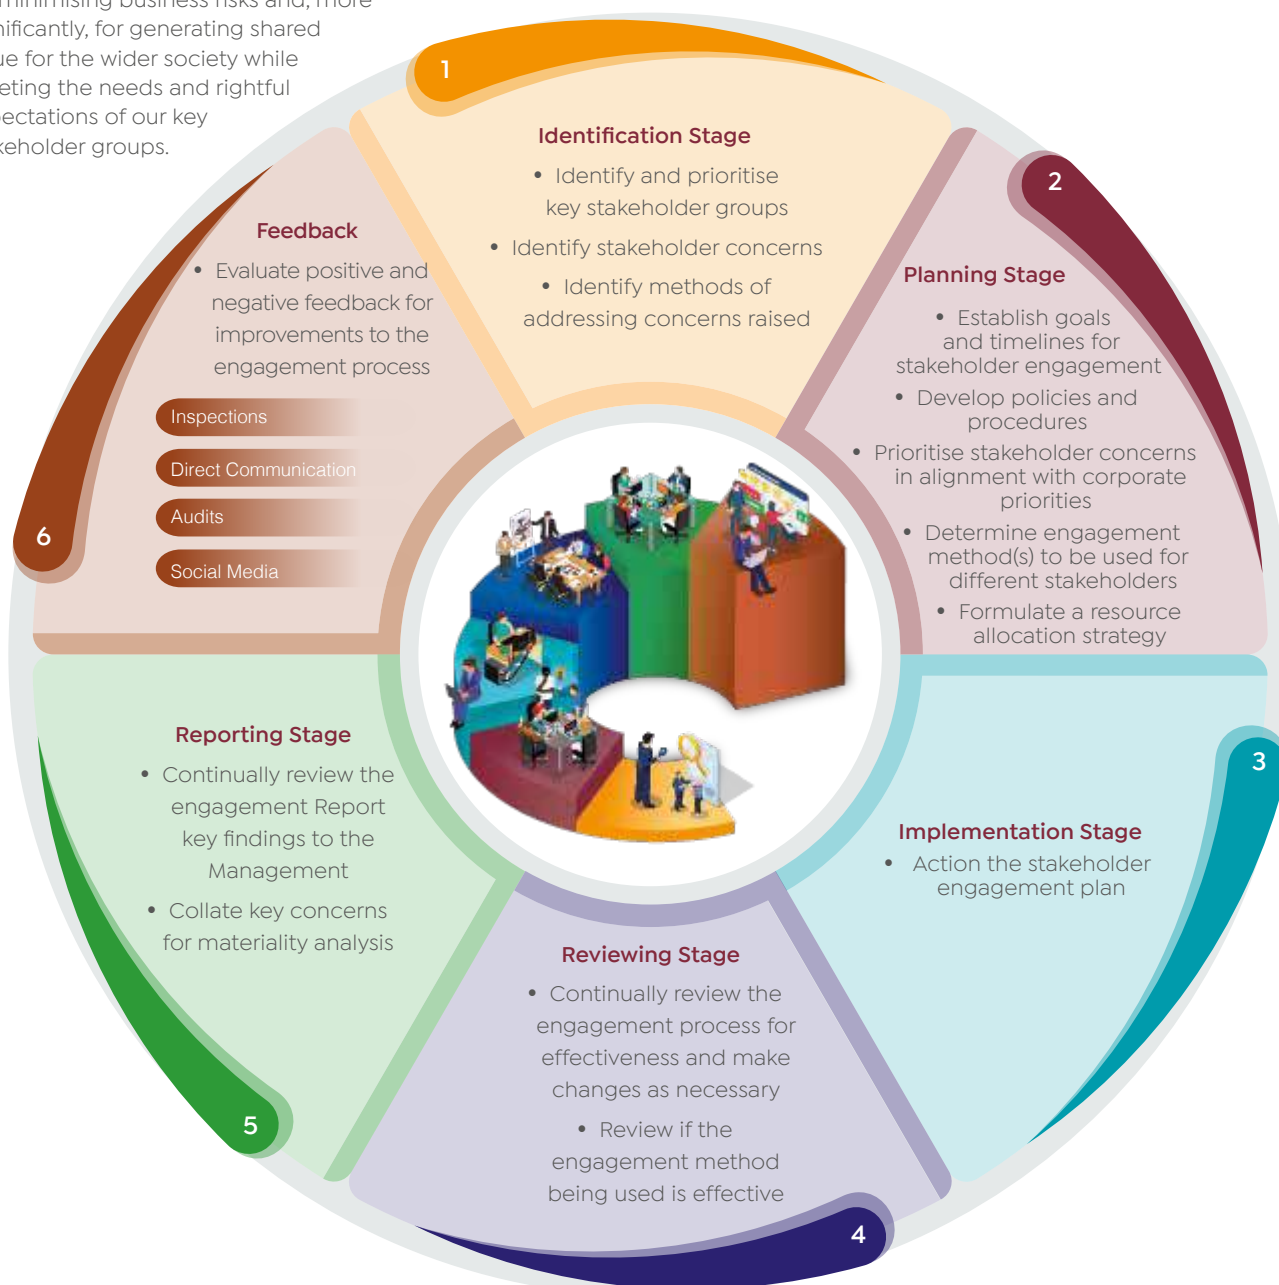 minimising business risks and, more
significantly, for generating shared
value for the wider society while
meeting the needs and rightful
expectations of our key
stakeholder groups.
1
Identification Stage
• Identify and prioritise
key stakeholder groups
• Identify stakeholder concerns
• Identify methods of
addressing concerns raised
2
Planning Stage
• Establish goals
and timelines for
stakeholder engagement
• Develop policies and
procedures
• Prioritise stakeholder concerns
in alignment with corporate
priorities
• Determine engagement
method(s) to be used for
different stakeholders
• Formulate a resource
allocation strategy
3
Implementation Stage
• Action the stakeholder
engagement plan
4
Reviewing Stage
• Continually review the
engagement process for
effectiveness and make
changes as necessary
• Review if the
engagement method
being used is effective
5
Reporting Stage
• Continually review the
engagement Report
key findings to the
Management
• Collate key concerns
for materiality analysis
6
Feedback
• Evaluate positive and
negative feedback for
improvements to the
engagement process
Inspections
Direct Communication
Audits
Social Media